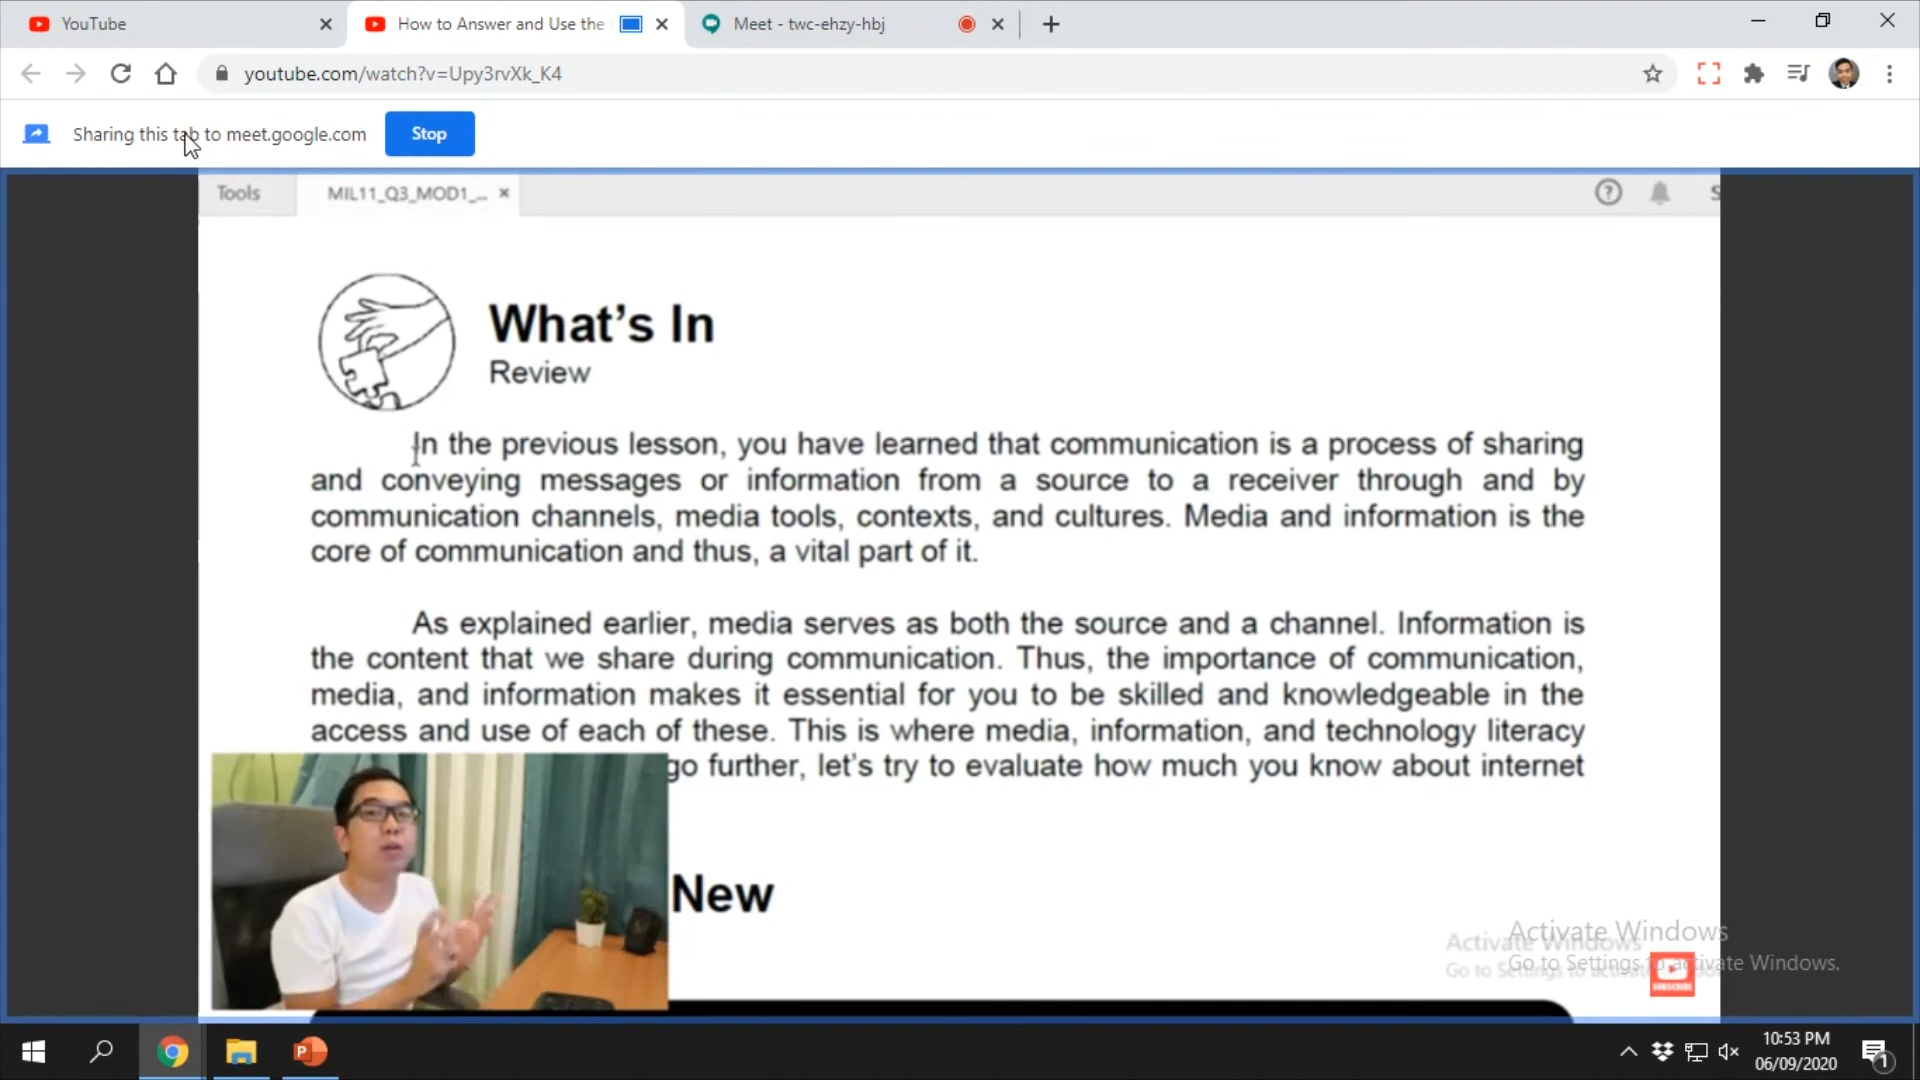 YouTube
How to Answer and Use the
Meet - twc-ehzy-hbj
youtube.com/watch?v=Upy3rvXk_K4
Sharing this tab to meet.google.com
Stop
Tools
MIL11_Q3_MOD1_...
What's In
Review
In the previous lesson, you have learned that communication is a process of sharing
and conveying messages or information from a source to a receiver through and by
communication channels, media tools, contexts, and cultures. Media and information is the
core of communication and thus, a vital part of it.
As explained earlier, media serves as both the source and a channel. Information is
the content that we share during communication. Thus, the importance of communication,
media, and information makes it essential for you to be skilled and knowledgeable in the
access and use of each of these. This is where media, information, and technology literacy
go further, let's try to evaluate how much you know about internet
New
Activate Windows
Go to Settings to activate Windows.
Activate Windows
Go to Settings to
SUBSCRIBE
10:53 PM
06/09/2020
1